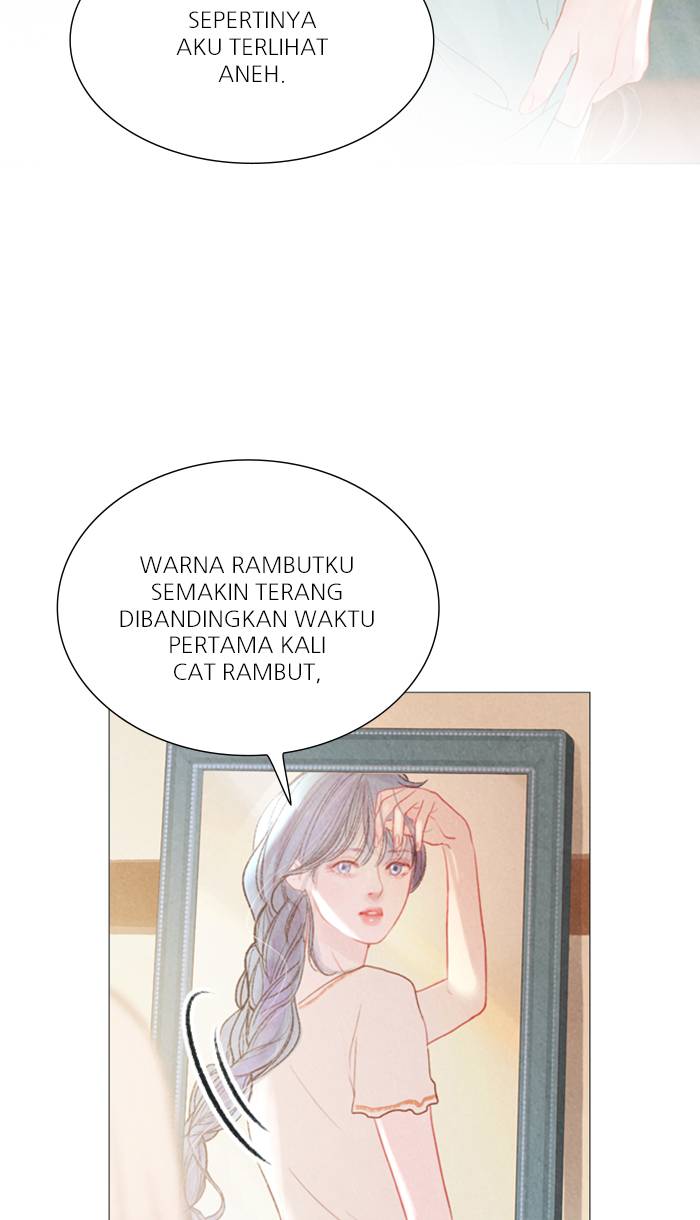 SEPERTINYA
AKU TERLIHAT
ANEH.
WARNA RAMBUTKU
SEMAKIN TERANG
DIBANDINGKAN WAKTU
PERTAMA KALI
CAT RAMBUT,